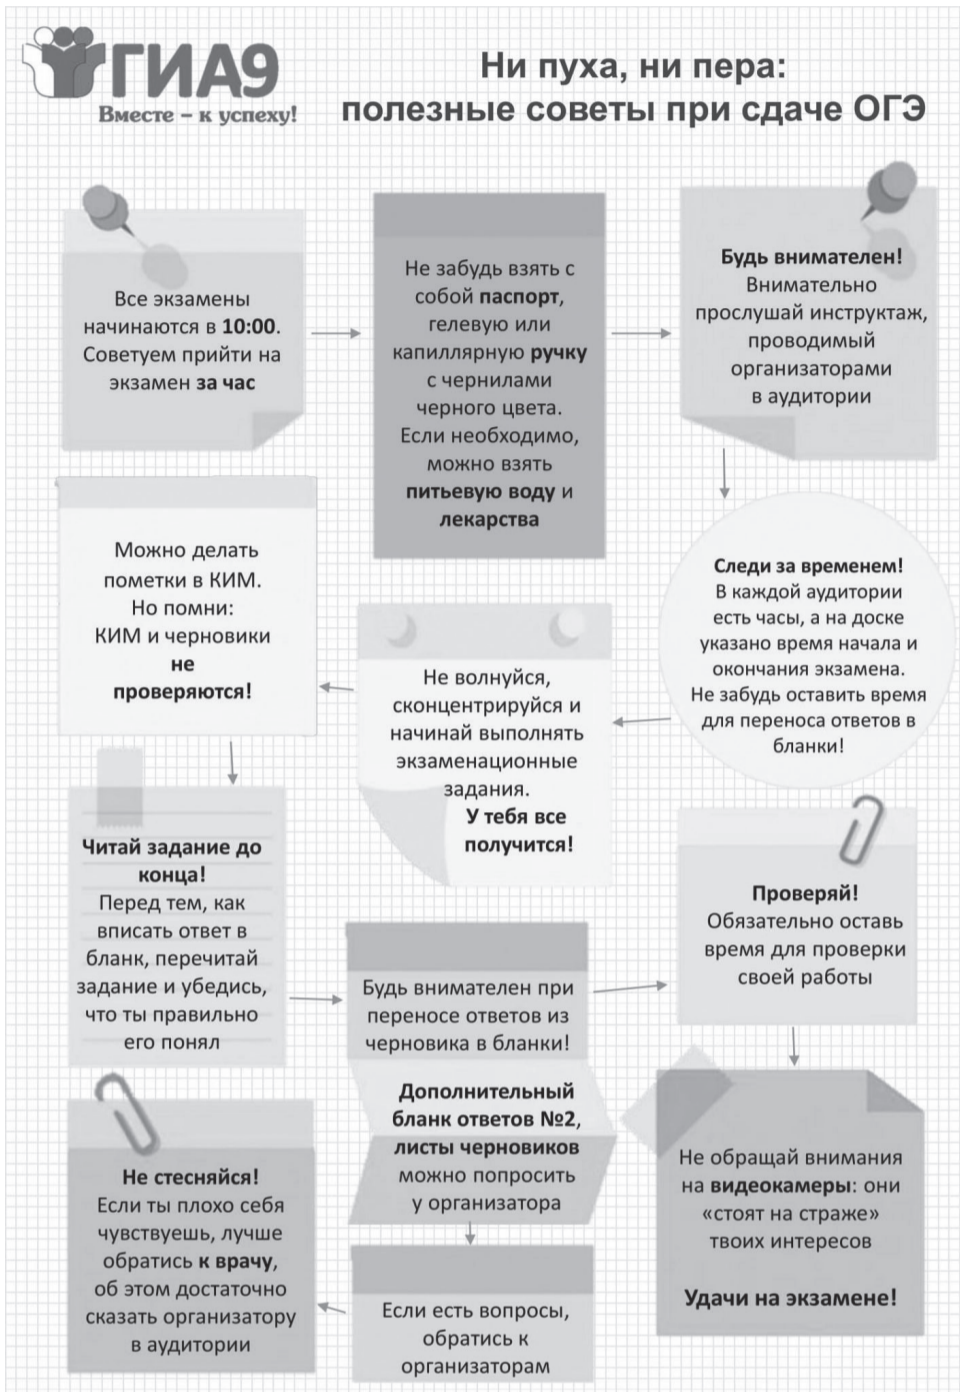 ГИА9
Вместе – к успеху!
Ни пуха, ни пера:
полезные советы при сдаче ОГЭ
Все экзамены
начинаются в 10:00.
Советуем прийти на
экзамен за час
Не забудь взять с
собой паспорт,
гелевую или
капиллярную ручку
с чернилами
черного цвета.
Если необходимо,
можно взять
питьевую воду и
лекарства
Будь внимателен!
Внимательно
прослушай инструктаж,
проводимый
организаторами
в аудитории
Следи за временем!
В каждой аудитории
есть часы, а на доске
указано время начала и
окончания экзамена.
Не забудь оставить время
для переноса ответов в
бланки!
Не волнуйся,
сконцентрируйся и
начинай выполнять
экзаменационные
задания.
У тебя все
получится!
Можно делать
пометки в КИМ.
Но помни:
КИМ и черновики
не
проверяются!
Читай задание до
конца!
Перед тем, как
вписать ответ в
бланк, перечитай
задание и убедись,
что ты правильно
его понял
Будь внимателен при
переносе ответов из
черновика в бланки!
Проверяй!
Обязательно оставь
время для проверки
своей работы
Не обращай внимания
на видеокамеры: они
«стоят на страже»
твоих интересов
Удачи на экзамене!
Дополнительный
бланк ответов №2,
листы черновиков
можно попросить
у организатора
Если есть вопросы,
обратись к
организаторам
Не стесняйся!
Если ты плохо себя
чувствуешь, лучше
обратись к врачу,
об этом достаточно
сказать организатору
в аудитории